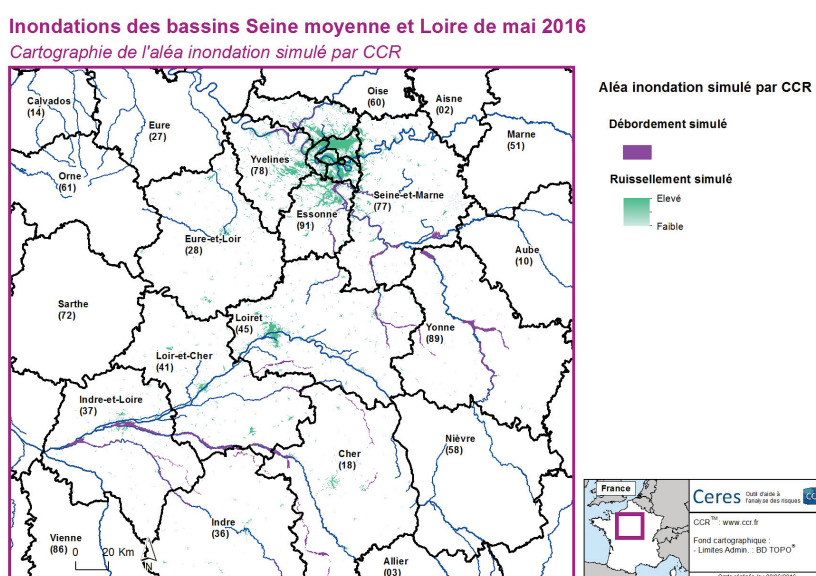 Inondations des bassins Seine moyenne et Loire de mai 2016
Cartographie de l'aléa inondation simulé par CCR
Calvados
(14)
Eure
(27)
Oise
(60)
Aisne
(02)
Marne
(51)
Orne
(61)
Yvelines
(78)
Seine-et-Marne
(77)
Essonne
(91)
Eure-et-Loir
(28)
Aube
(10)
Sarthe
(72)
Loiret
(45)
Yonne
(89)
Loir-et-Cher
(41)
Indre-et-Loire
(37)
Cher
(18)
Nièvre
(58)
Indre
(36)
Vienne
(86)
Allier
(03)
0 20 Km
N
Aléa inondation simulé par CCR
Débordement simulé
Ruissellement simulé
Elevé
Faible
France
Ceres
Outil d'aide à
l'analyse des risques
CCR™ : www.ccr.fr
Fond cartographique :
- Limites Admin. : BD TOPO®